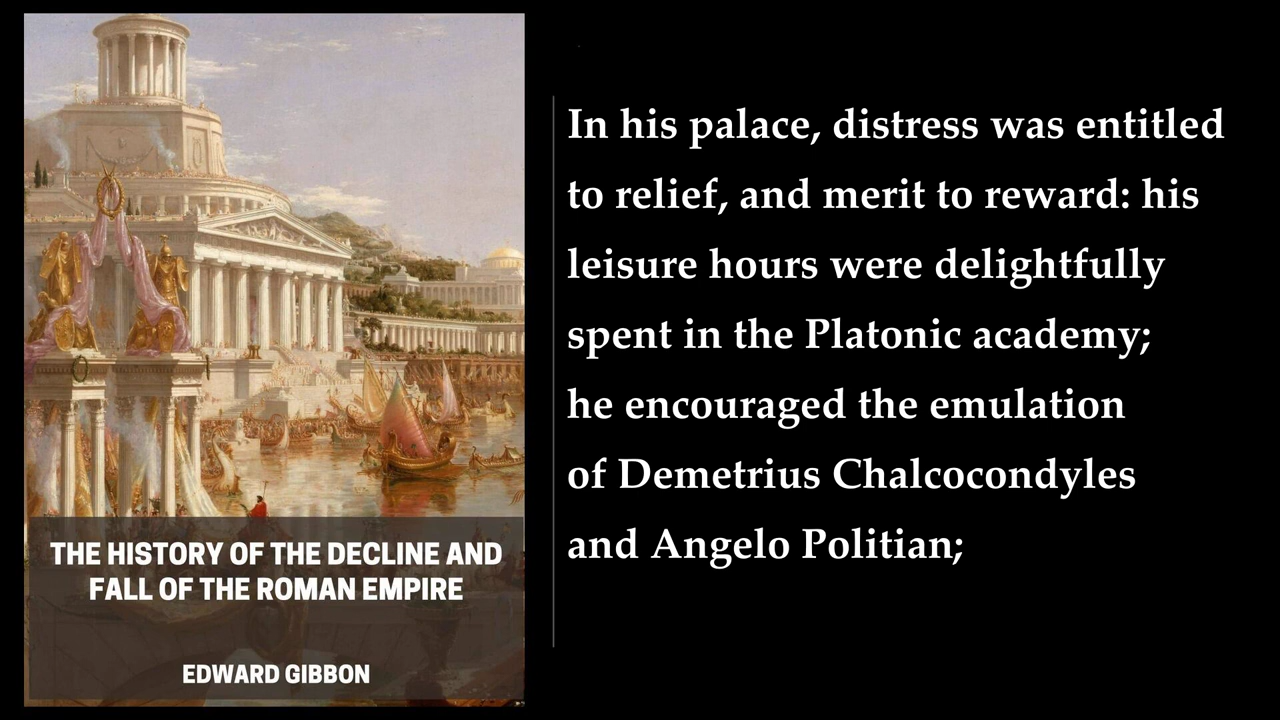 THE HISTORY OF THE DECLINE AND
FALL OF THE ROMAN EMPIRE
EDWARD GIBBON
In his palace, distress was entitled
to relief, and merit to reward: his
leisure hours were delightfully
spent in the Platonic academy;
he encouraged the emulation
of Demetrius Chalcocondyles
and Angelo Politian;